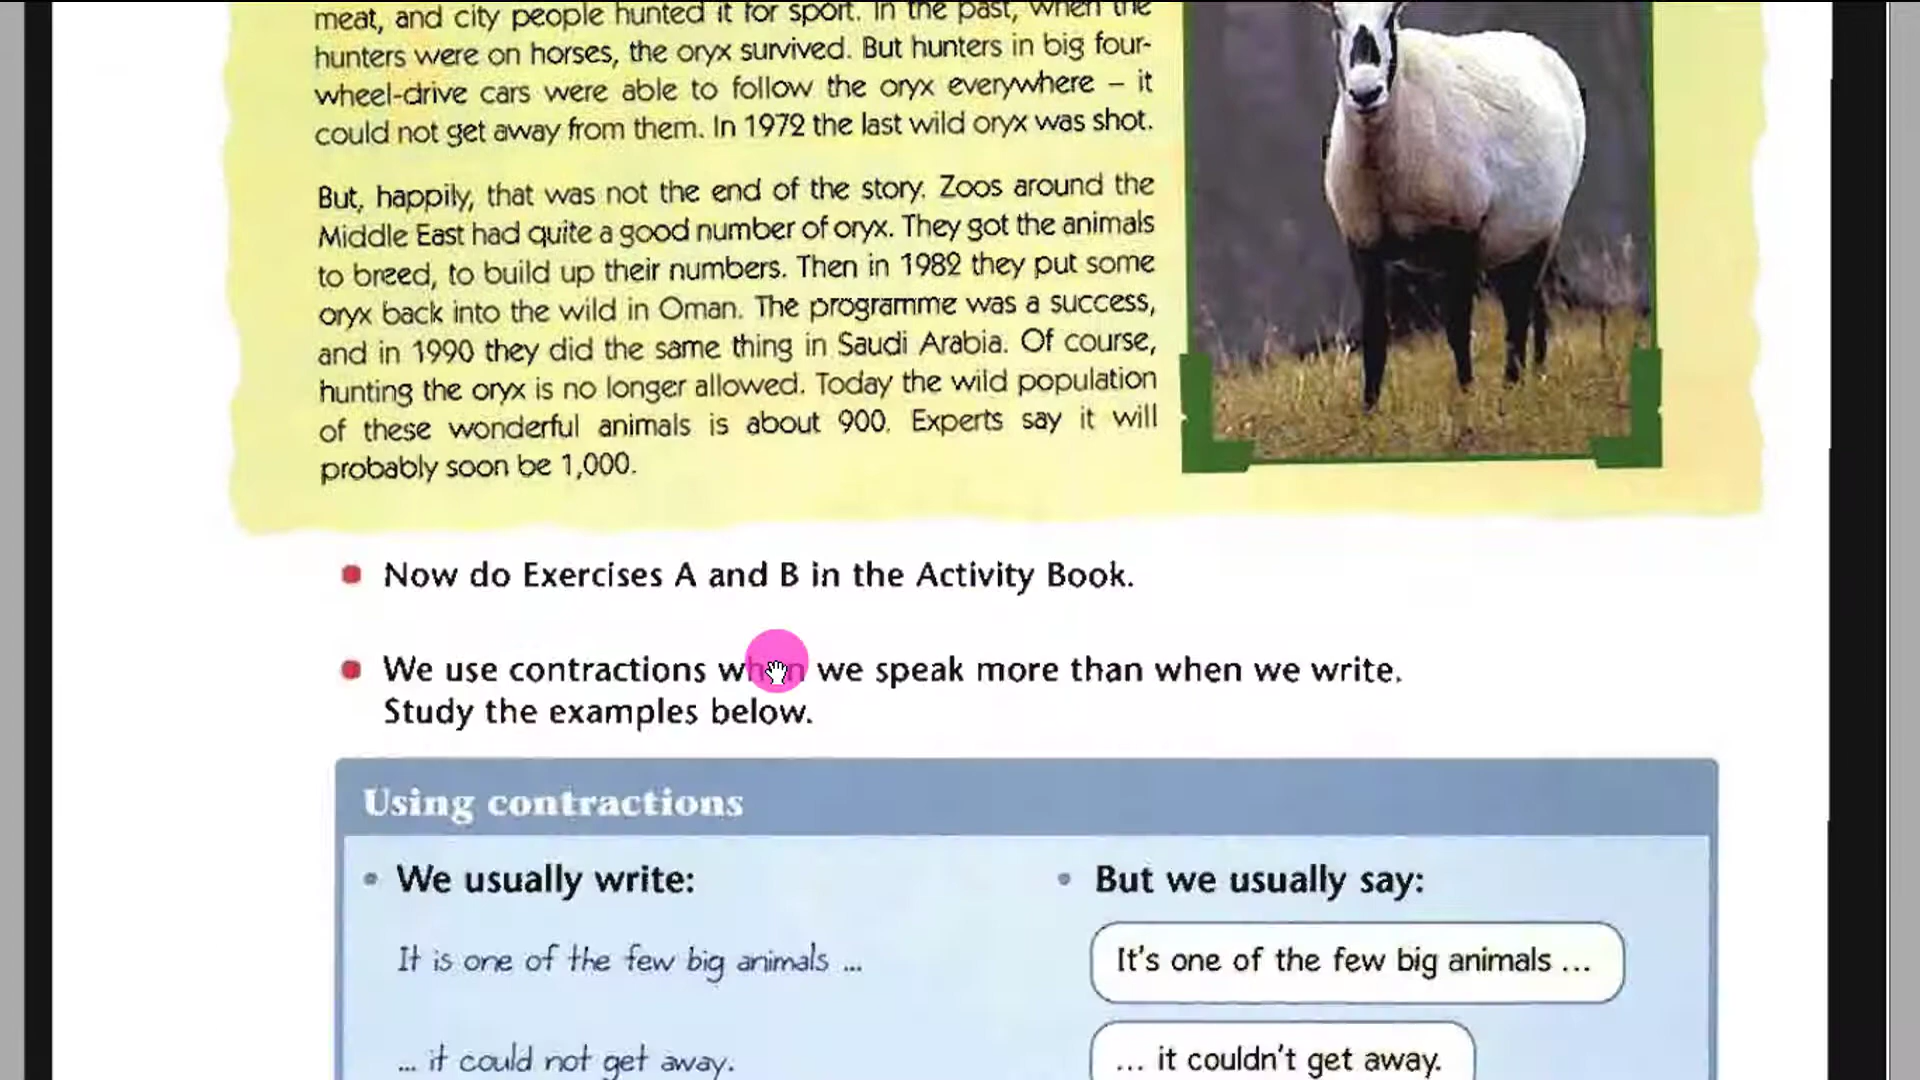 meat, and city people hunted it for sport. In the past, when the
hunters were on horses, the oryx survived. But hunters in big four-
wheel-drive cars were able to follow the oryx everywhere – it
could not get away from them. In 1972 the last wild oryx was shot.
But, happily, that was not the end of the story. Zoos around the
Middle East had quite a good number of oryx. They got the animals
to breed, to build up their numbers. Then in 1982 they put some
oryx back into the wild in Oman. The programme was a success,
and in 1990 they did the same thing in Saudi Arabia. Of course,
hunting the oryx is no longer allowed. Today the wild population
of these wonderful animals is about 900. Experts say it will
probably soon be 1,000.
Now do Exercises A and B in the Activity Book.
We use contractions when we speak more than when we write.
Study the examples below.
Using contractions
We usually write:
But we usually say:
It is one of the few big animals ...
It's one of the few big animals ...
... it could not get away.
... it couldn't get away.